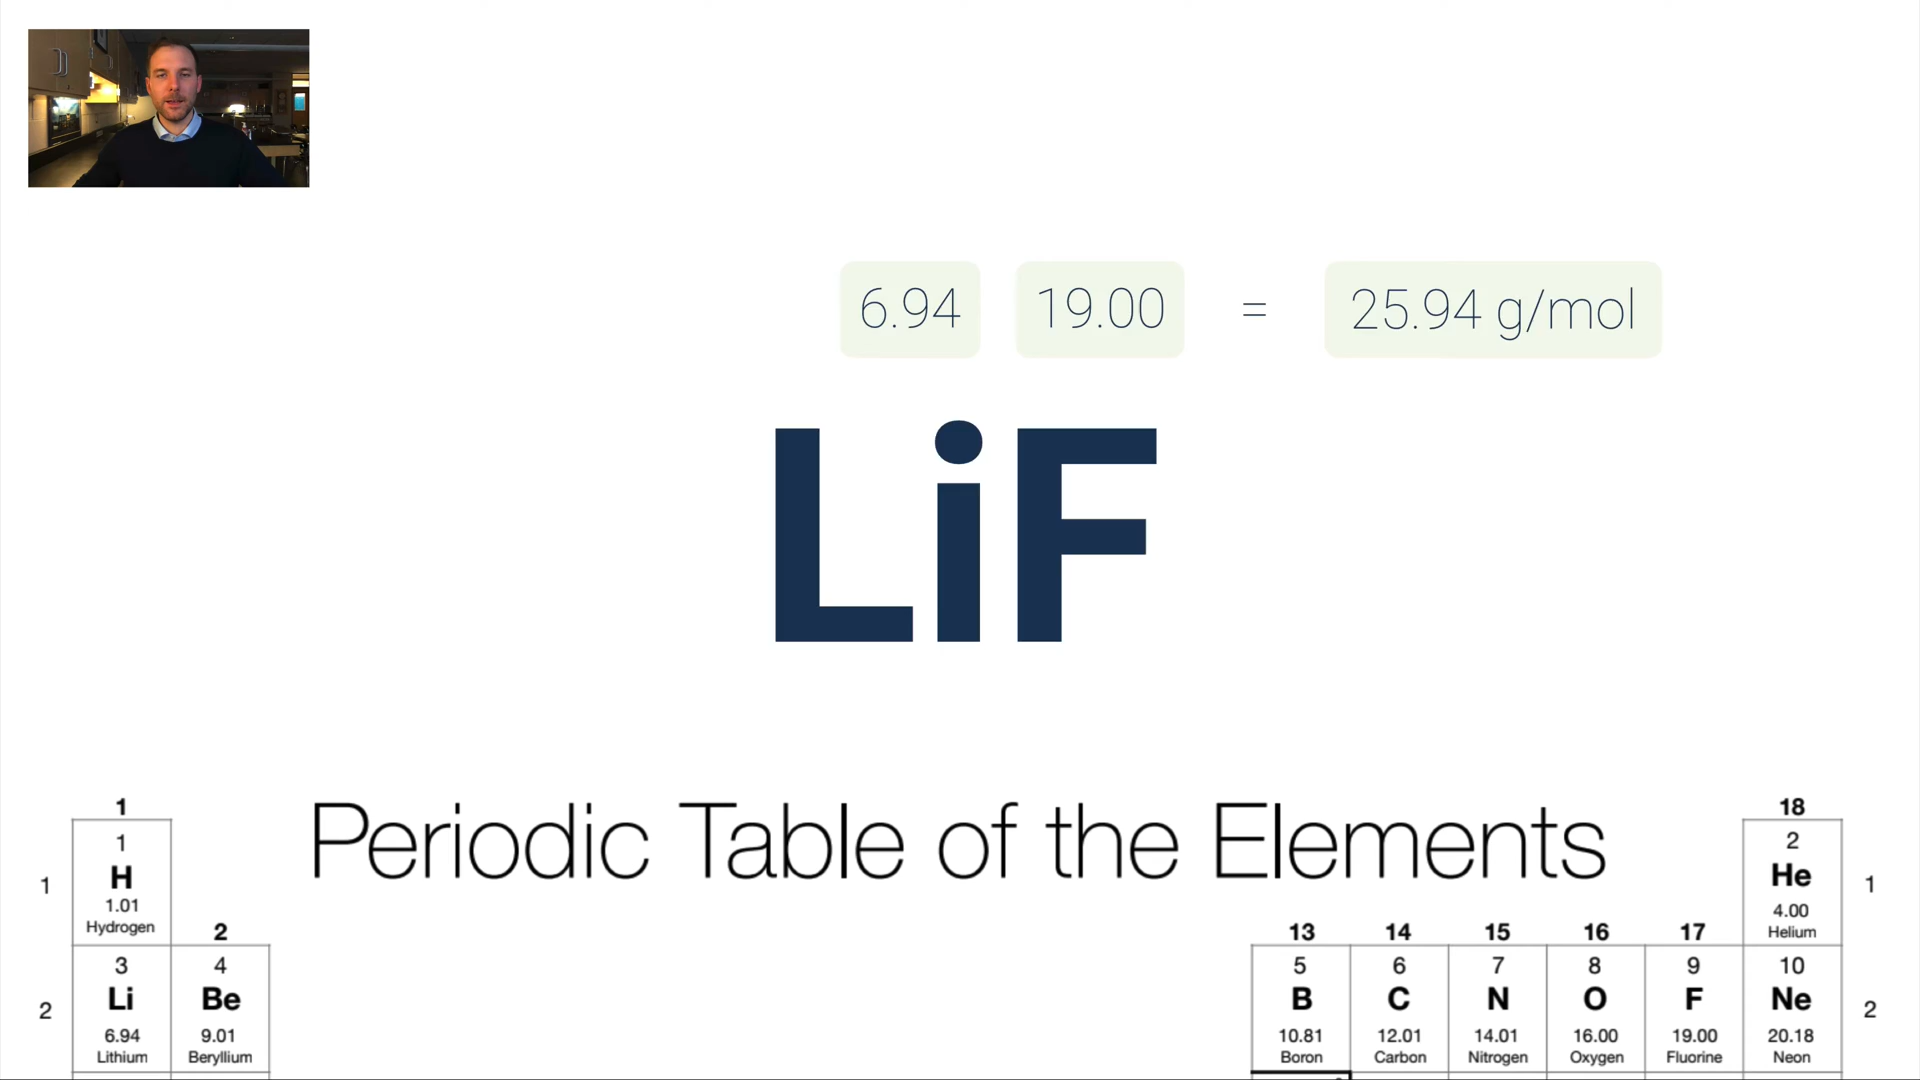 6.94 19.00 = 25.94 g/mol
LiF
Periodic Table of the Elements
1 18
1 2
1 H He 1
1.01 4.00
Hydrogen Helium
2 13 14 15 16 17
3 4 5 6 7 8 9 10
2 Li Be B C N O F Ne 2
6.94 9.01 10.81 12.01 14.01 16.00 19.00 20.18
Lithium Beryllium Boron Carbon Nitrogen Oxygen Fluorine Neon